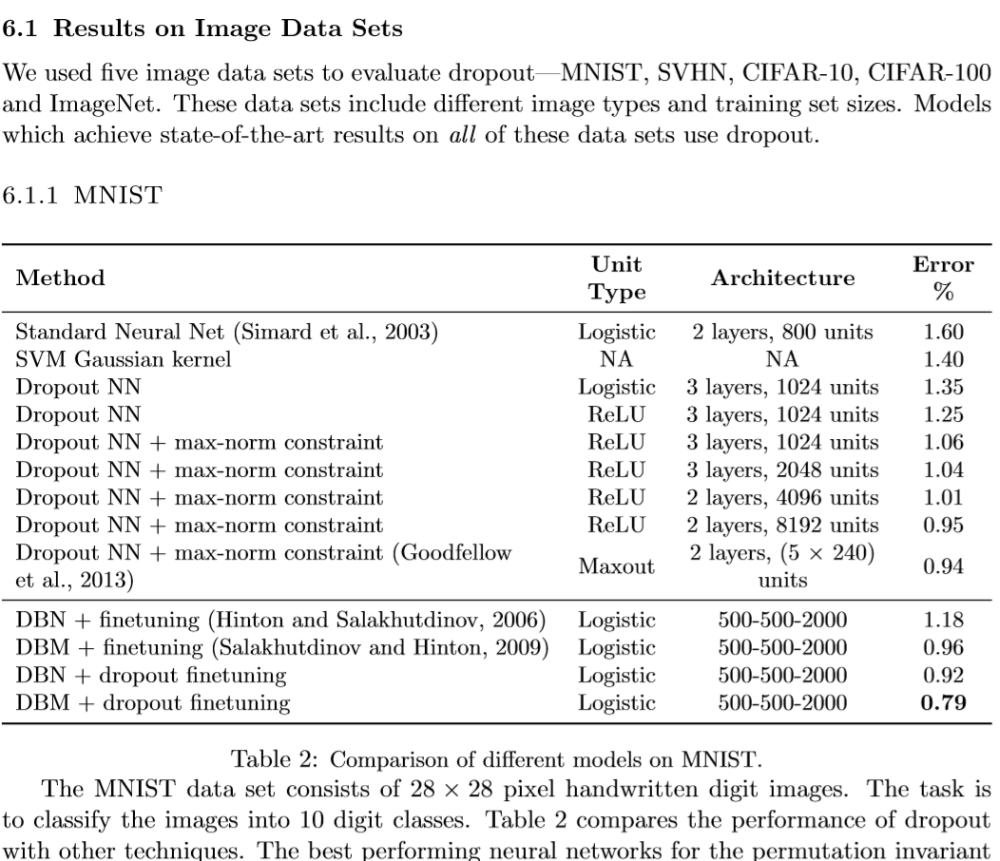 6.1 Results on Image Data Sets
We used five image data sets to evaluate dropout—MNIST, SVHN, CIFAR-10, CIFAR-100
and ImageNet. These data sets include different image types and training set sizes. Models
which achieve state-of-the-art results on all of these data sets use dropout.
6.1.1 MNIST
Method Unit Type Architecture Error %
Standard Neural Net (Simard et al., 2003) Logistic 2 layers, 800 units 1.60
SVM Gaussian kernel NA NA 1.40
Dropout NN Logistic 3 layers, 1024 units 1.35
Dropout NN ReLU 3 layers, 1024 units 1.25
Dropout NN + max-norm constraint ReLU 3 layers, 1024 units 1.06
Dropout NN + max-norm constraint ReLU 3 layers, 2048 units 1.04
Dropout NN + max-norm constraint ReLU 2 layers, 4096 units 1.01
Dropout NN + max-norm constraint ReLU 2 layers, 8192 units 0.95
Dropout NN + max-norm constraint (Goodfellow et al., 2013) Maxout 2 layers, (5 × 240) units 0.94
DBN + finetuning (Hinton and Salakhutdinov, 2006) Logistic 500-500-2000 1.18
DBM + finetuning (Salakhutdinov and Hinton, 2009) Logistic 500-500-2000 0.96
DBN + dropout finetuning Logistic 500-500-2000 0.92
DBM + dropout finetuning Logistic 500-500-2000 0.79
Table 2: Comparison of different models on MNIST.
The MNIST data set consists of 28 × 28 pixel handwritten digit images. The task is
to classify the images into 10 digit classes. Table 2 compares the performance of dropout
with other techniques. The best performing neural networks for the permutation invariant